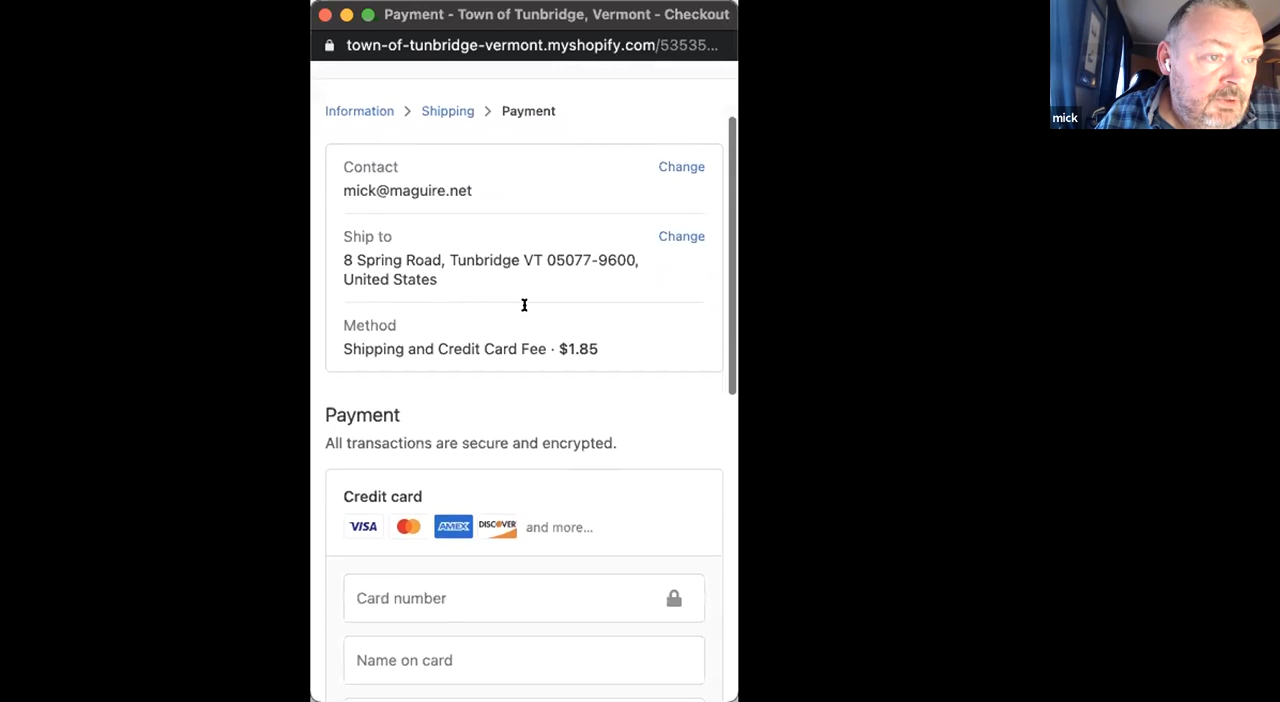 Payment - Town of Tunbridge, Vermont - Checkout
town-of-tunbridge-vermont.myshopify.com/53535...
mick
Information > Shipping > Payment
Contact
Change
mick@maguire.net
Ship to
Change
8 Spring Road, Tunbridge VT 05077-9600,
United States
Method
Shipping and Credit Card Fee · $1.85
Payment
All transactions are secure and encrypted.
Credit card
VISA AMEX DISCOVER and more...
Card number
Name on card